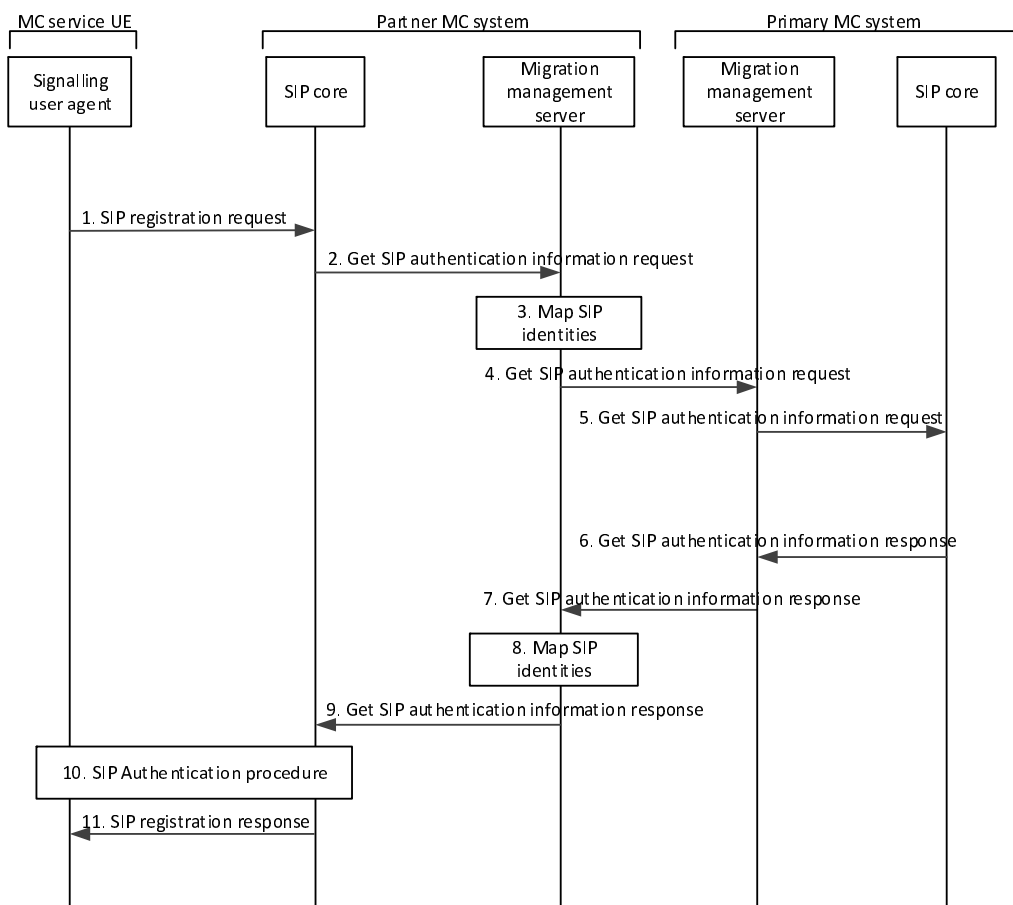 MC service UE
Partner MC system
Primary MC system
Signalling
user agent
SIP core
Migration
management
server
Migration
management
server
SIP core
1. SIP registration request
2. Get SIP authentication information request
3. Map SIP
identities
4. Get SIP authentication information request
5. Get SIP authentication information request
6. Get SIP authentication information response
7. Get SIP authentication information response
8. Map SIP
identities
9. Get SIP authentication information response
10. SIP Authentication procedure
11. SIP registration response